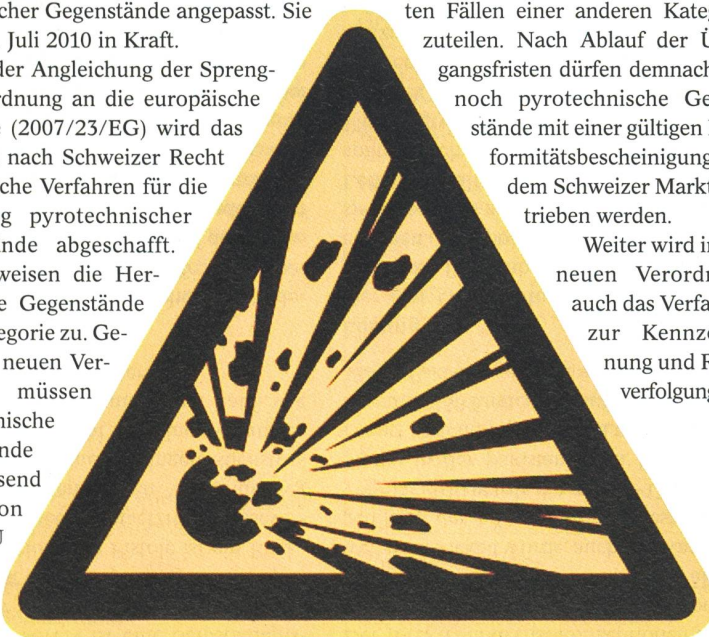 cher Gegenstände angepasst. Sie
Juli 2010 in Kraft.
der Angleichung der Spreng-
rdnung an die europäische
(2007/23/EG) wird das
nach Schweizer Recht
che Verfahren für die
g pyrotechnischer
nde abgeschafft.
weisen die Her-
e Gegenstände
egorie zu. Ge-
neuen Ver-
müssen
nische
nde
send
on
ten Fällen einer anderen Kateg
zuteilen. Nach Ablauf der Ü
gangsfristen dürfen demnach
noch pyrotechnische Ge
stände mit einer gültigen
formitätsbescheinigung
dem Schweizer Markt
trieben werden.
Weiter wird in
neuen Verordn
auch das Verfa
zur Kennze
nung und R
verfolgung